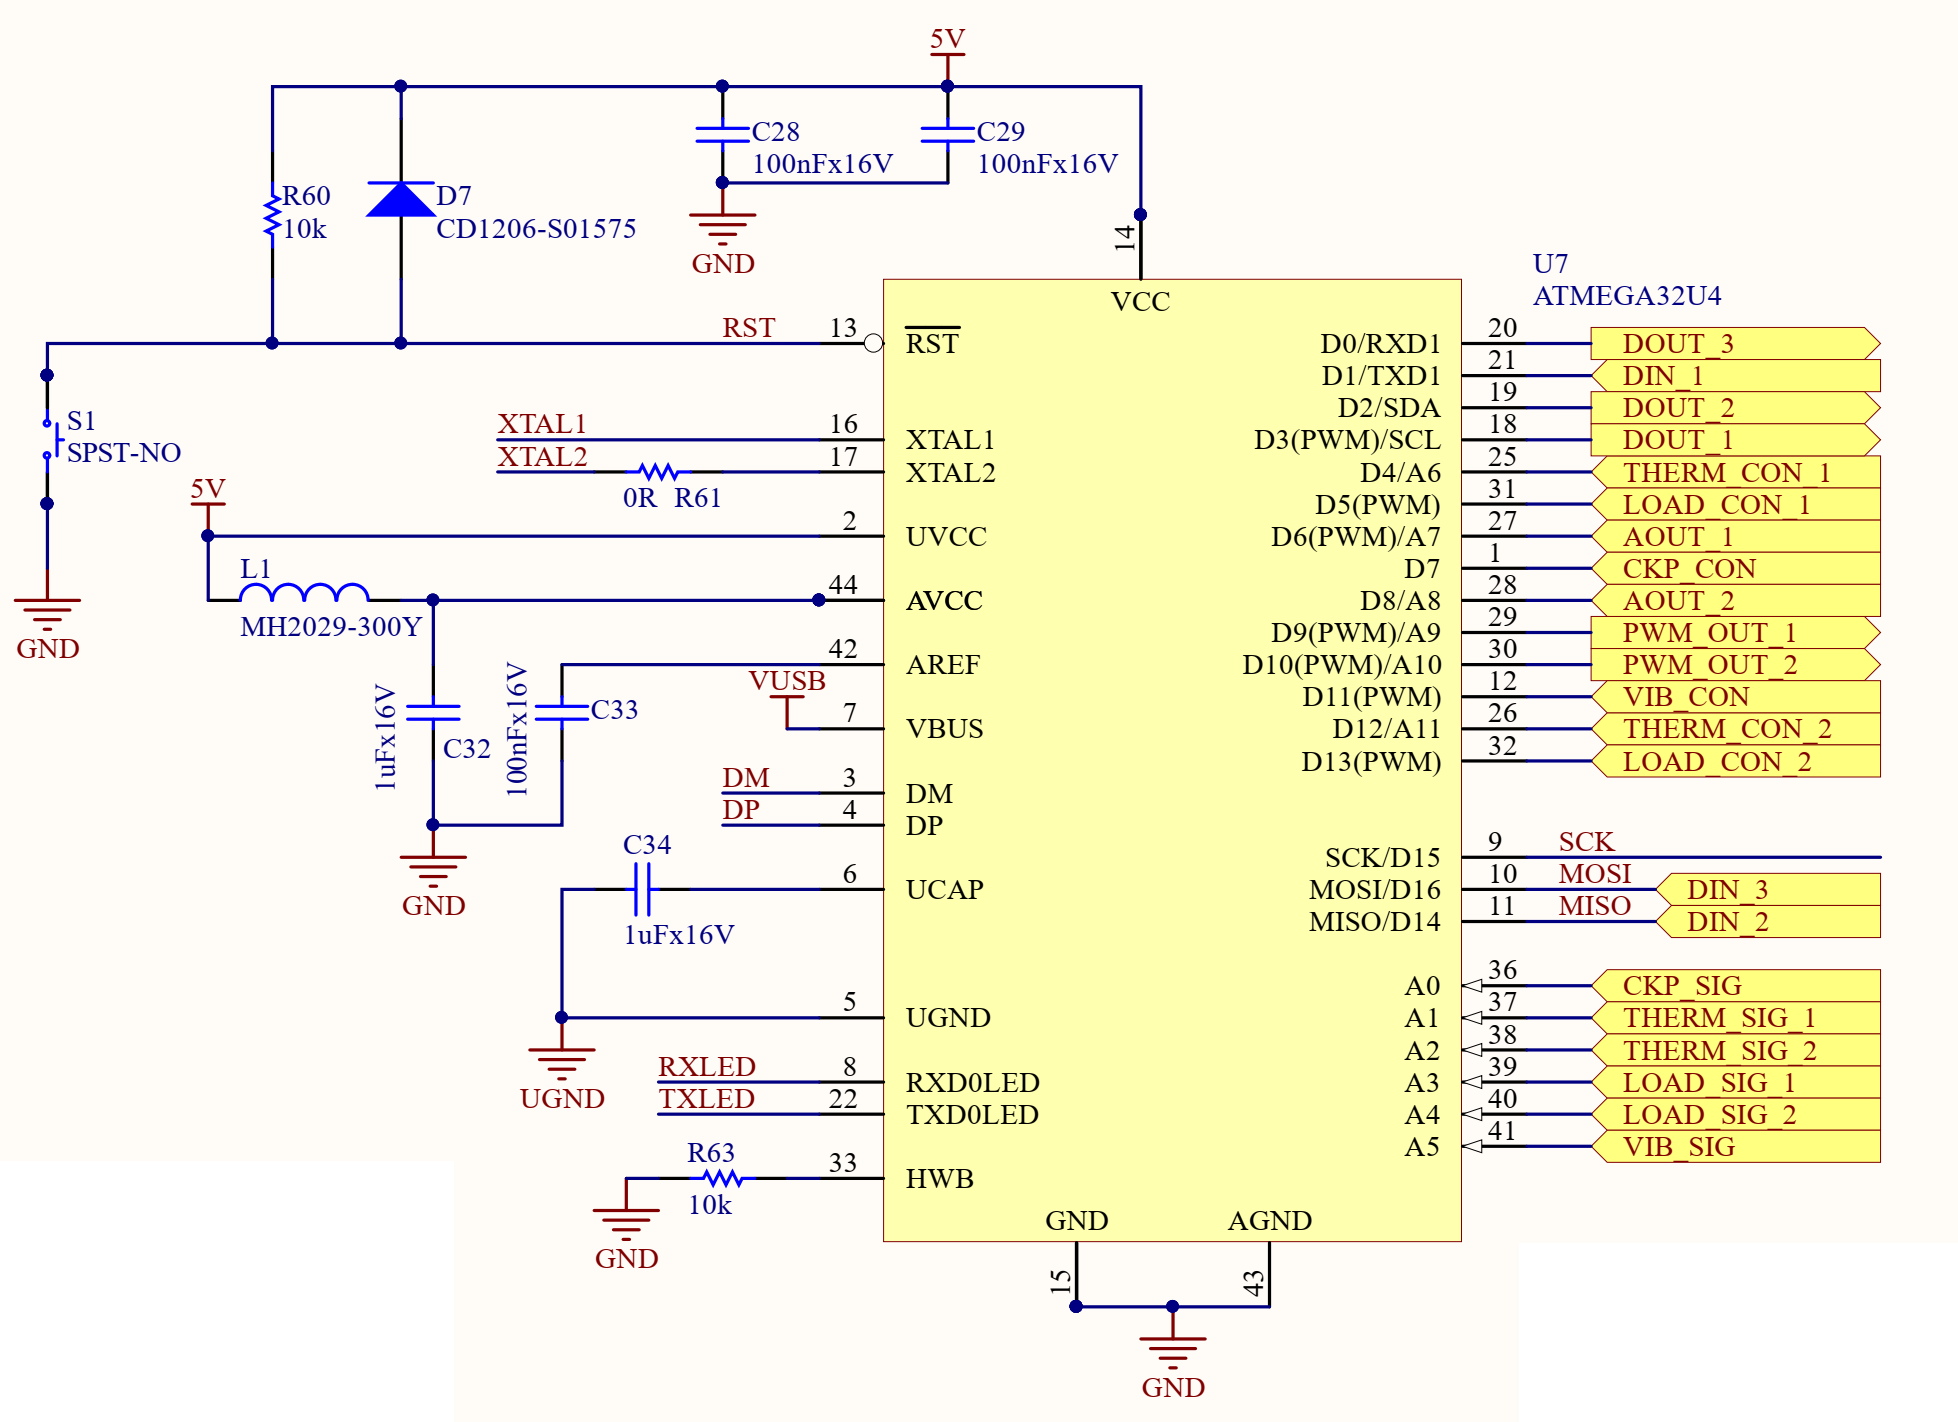 5V
C28
100nFx16V
C29
100nFx16V
R60
10k
D7
CD1206-S01575
GND
14
VCC
U7
ATMEGA32U4
RST 13 RST
S1
SPST-NO
GND
XTAL1 16 XTAL1
XTAL2 17 XTAL2
0R R61
5V
2 UVCC
L1
MH2029-300Y
44 AVCC
42 AREF
1uFx16V
C32
100nFx16V
C33
GND
VUSB
7 VBUS
DM 3 DM
DP 4 DP
C34
1uFx16V
6 UCAP
5 UGND
UGND
RXLED 8 RXD0LED
TXLED 22 TXD0LED
R63
10k
33 HWB
GND
D0/RXD1 20 DOUT_3
D1/TXD1 21 DIN_1
D2/SDA 19 DOUT_2
D3(PWM)/SCL 18 DOUT_1
D4/A6 25 THERM_CON_1
D5(PWM) 31 LOAD_CON_1
D6(PWM)/A7 27 AOUT_1
D7 1 CKP_CON
D8/A8 28 AOUT_2
D9(PWM)/A9 29 PWM_OUT_1
D10(PWM)/A10 30 PWM_OUT_2
D11(PWM) 12 VIB_CON
D12/A11 26 THERM_CON_2
D13(PWM) 32 LOAD_CON_2
SCK/D15 9 SCK
MOSI/D16 10 MOSI DIN_3
MISO/D14 11 MISO DIN_2
A0 36 CKP_SIG
A1 37 THERM_SIG_1
A2 38 THERM_SIG_2
A3 39 LOAD_SIG_1
A4 40 LOAD_SIG_2
A5 41 VIB_SIG
GND AGND
15 43
GND